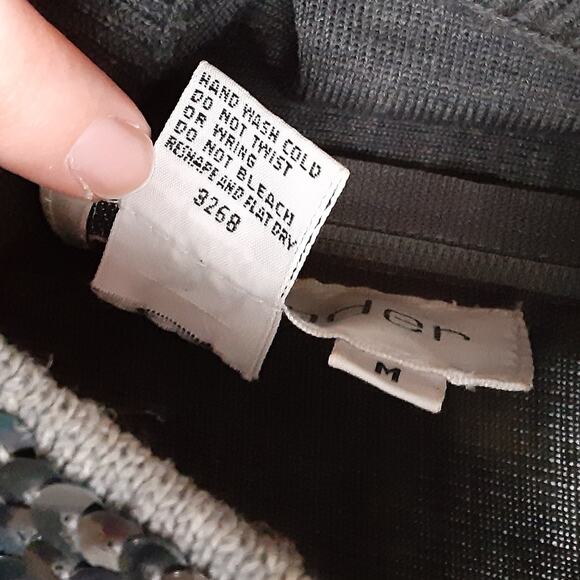 HAND WASH COLD
DO NOT TWIST
OR WRING
DO NOT BLEACH
RESHAPE AND FLAT DRY
3268
M